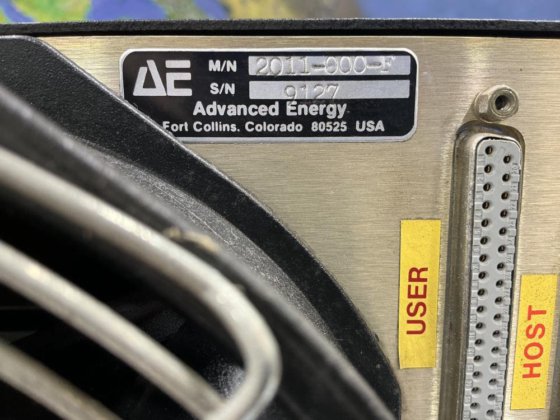 AE
M/N 2011-000-F
S/N 9127
Advanced Energy
Fort Collins, Colorado 80525 USA
USER
HOST